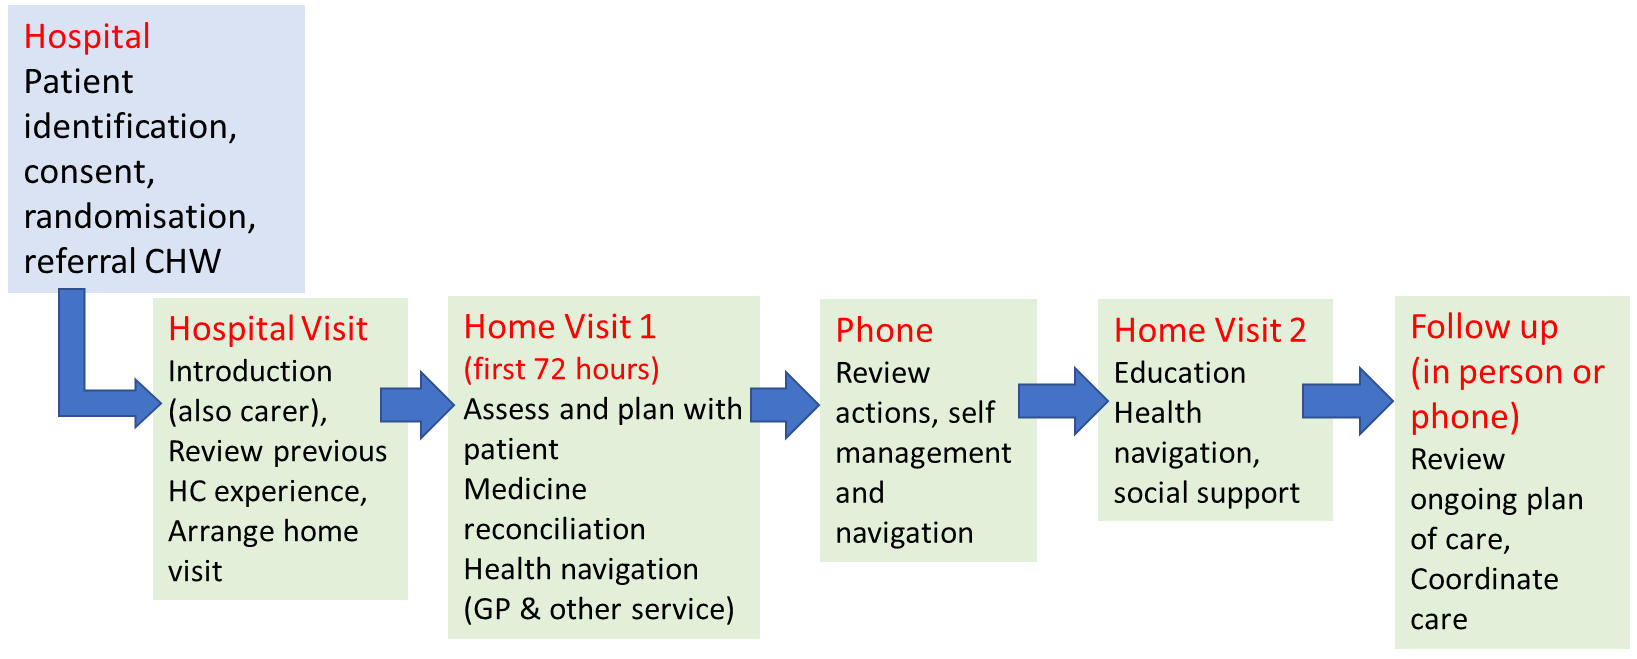 Hospital
Patient
identification,
consent,
randomisation,
referral CHW
Hospital Visit
Introduction
(also carer),
Review previous
HC experience,
Arrange home
visit
Home Visit 1
(first 72 hours)
Assess and plan with
patient
Medicine
reconciliation
Health navigation
(GP & other service)
Phone
Review
actions, self
management
and
navigation
Home Visit 2
Education
Health
navigation,
social support
Follow up
(in person or
phone)
Review
ongoing plan
of care,
Coordinate
care